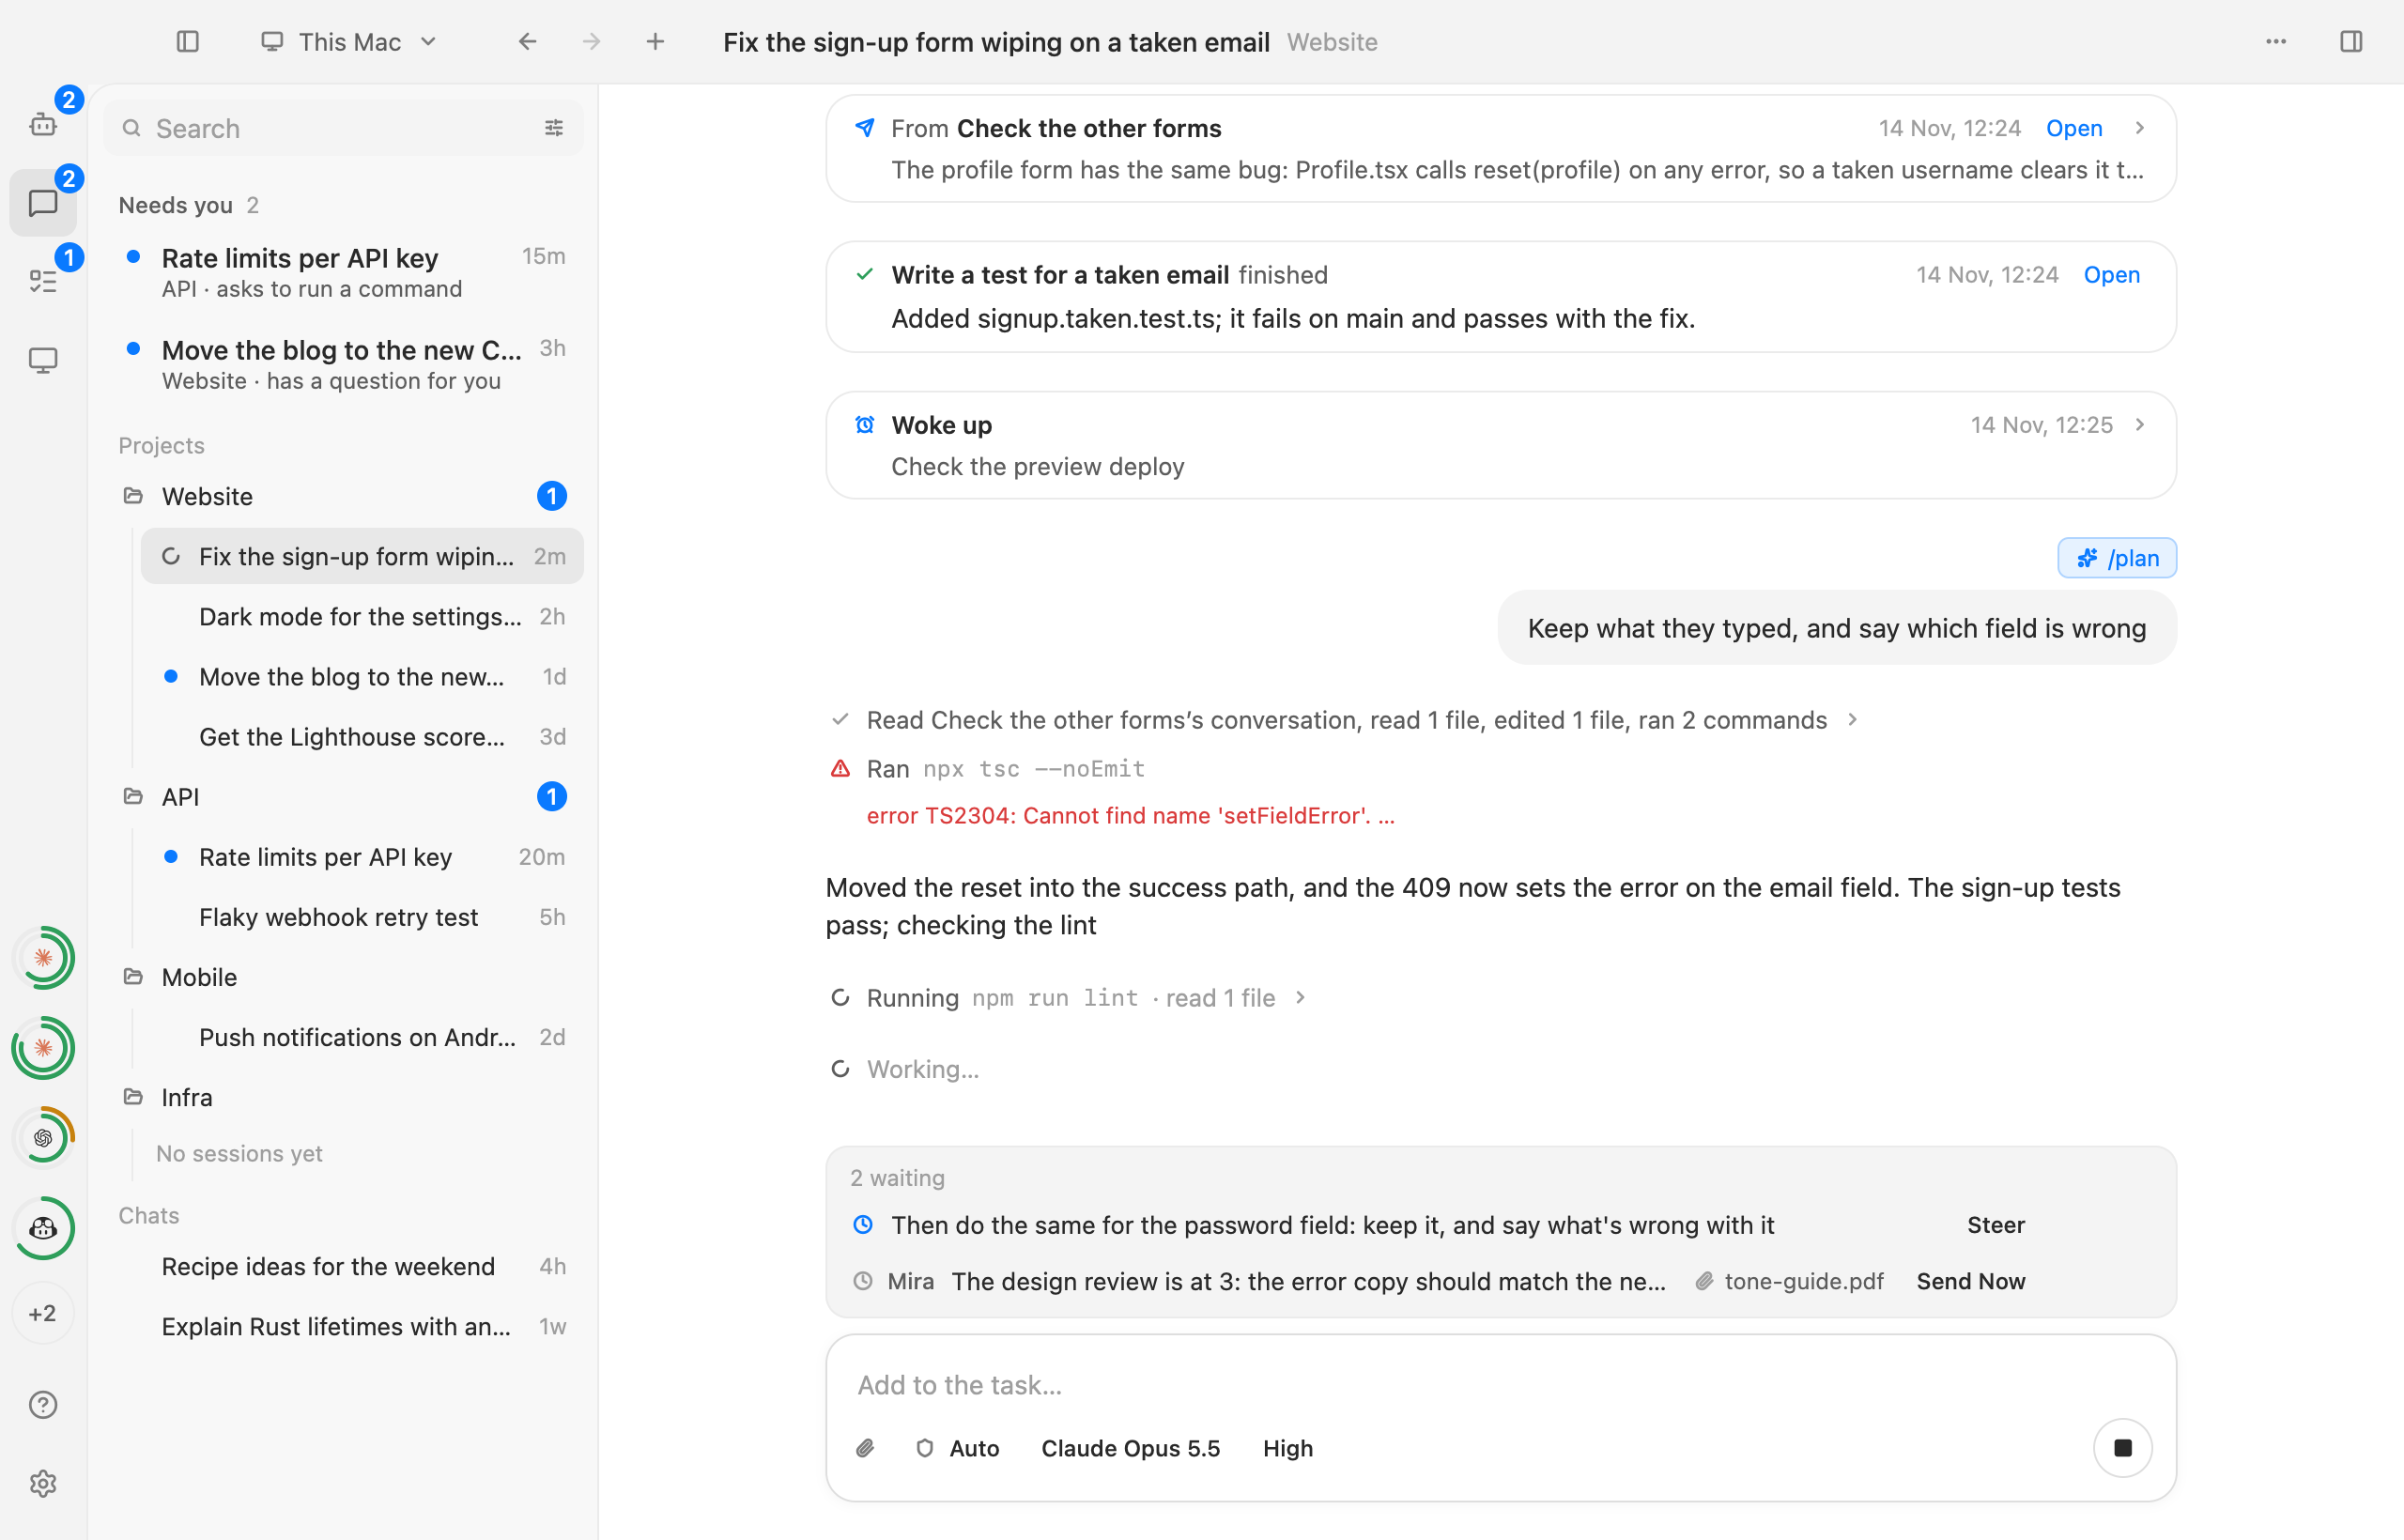 This Mac
Fix the sign-up form wiping on a taken email Website
2
2
1
Search
Needs you 2
Rate limits per API key 15m
API · asks to run a command
Move the blog to the new C... 3h
Website · has a question for you
Projects
Website 1
Fix the sign-up form wipin... 2m
Dark mode for the settings... 2h
Move the blog to the new... 1d
Get the Lighthouse score... 3d
API 1
Rate limits per API key 20m
Flaky webhook retry test 5h
Mobile
Push notifications on Andr... 2d
Infra
No sessions yet
Chats
Recipe ideas for the weekend 4h
Explain Rust lifetimes with an... 1w
+2
From Check the other forms 14 Nov, 12:24 Open
The profile form has the same bug: Profile.tsx calls reset(profile) on any error, so a taken username clears it t...
Write a test for a taken email finished 14 Nov, 12:24 Open
Added signup.taken.test.ts; it fails on main and passes with the fix.
Woke up 14 Nov, 12:25
Check the preview deploy
/plan
Keep what they typed, and say which field is wrong
Read Check the other forms’s conversation, read 1 file, edited 1 file, ran 2 commands
Ran npx tsc --noEmit
error TS2304: Cannot find name 'setFieldError'. ...
Moved the reset into the success path, and the 409 now sets the error on the email field. The sign-up tests
pass; checking the lint
Running npm run lint · read 1 file
Working...
2 waiting
Then do the same for the password field: keep it, and say what's wrong with it Steer
Mira The design review is at 3: the error copy should match the ne... tone-guide.pdf Send Now
Add to the task...
Auto Claude Opus 5.5 High